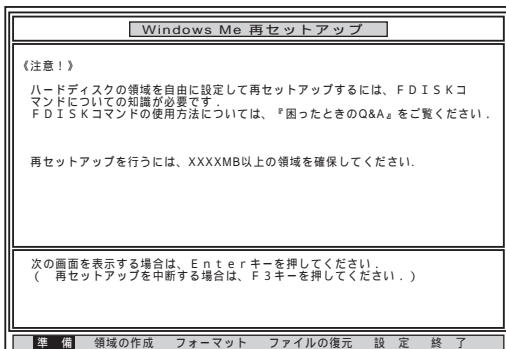 Windows Me 再セットアップ
《注意！》
ハードディスクの領域を自由に設定して再セットアップするには、ＦＤＩＳＫコ
マンドについての知識が必要です．
ＦＤＩＳＫコマンドの使用方法については、『困ったときのQ&A』をご覧ください．
再セットアップを行うには、XXXXMB以上の領域を確保してください.
次の画面を表示する場合は、Ｅｎｔｅｒキーを押してください．
（　再セットアップを中断する場合は、Ｆ３キーを押してください．）
準　備　領域の作成　フォーマット　ファイルの復元　設　定　終　了